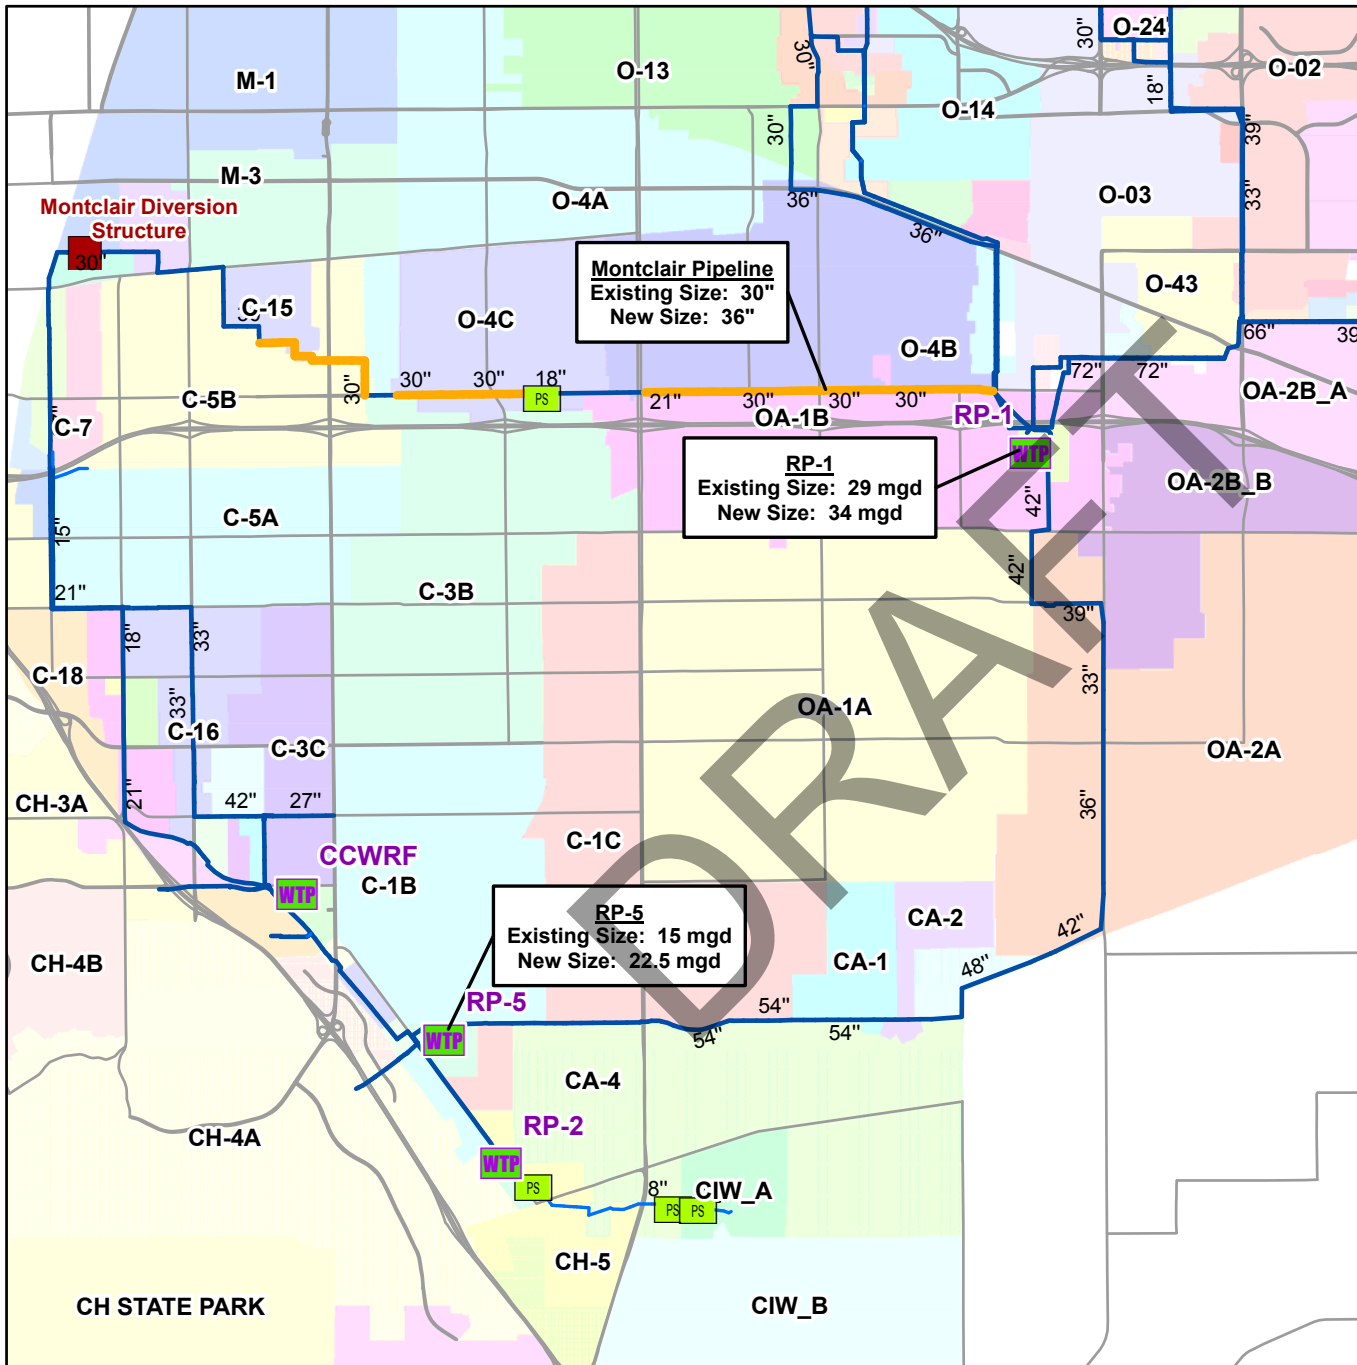 30"
O-24
O-13
30"
O-02
M-1
18"
O-14
30"
39"
M-3
O-4A
36"
O-03
33"
Montclair Diversion
Structure
36"
30"
Montclair Pipeline
Existing Size: 30"
New Size: 36"
O-43
C-15
O-4C
66"
39
O-4B
30"
30"
30"
18"
PS
72"
72"
OA-2B_A
C-5B
21"
30"
30"
30"
OA-1B
RP-1
C-7
WTP
RP-1
Existing Size: 29 mgd
New Size: 34 mgd
OA-2B_B
42"
C-5A
15"
42"
21"
C-3B
39"
18"
33"
C-18
33"
33"
OA-1A
C-16
C-3C
OA-2A
CH-3A
21"
42"
27"
36"
C-1C
CCWRF
C-1B
WTP
RP-5
Existing Size: 15 mgd
New Size: 22.5 mgd
CA-2
42"
CH-4B
CA-1
48"
RP-5
54"
54"
54"
WTP
CA-4
RP-2
CH-4A
WTP
PS
8"
CIW_A
PS
PS
CH-5
CH STATE PARK
CIW_B
DRAFT